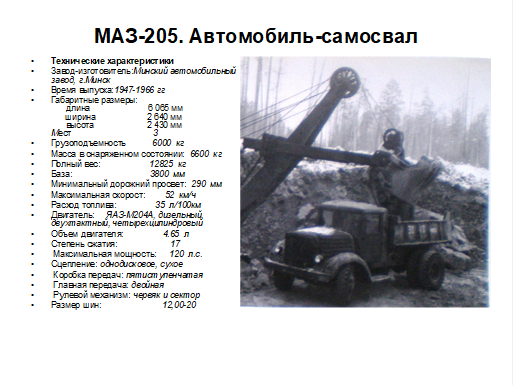 МАЗ-205. Автомобиль-самосвал
• Технические характеристики
• Завод-изготовитель:Минский автомобильный
завод, г.Минск
• Время выпуска:1947-1966 гг
• Габаритные размеры:
длина 6 065 мм
ширина 2 640 мм
высота 2 430 мм
Мест 3
• Грузоподъемность 6000 кг
• Масса в снаряженном состоянии: 6600 кг
• Полный вес: 12825 кг
• База: 3800 мм
• Минимальный дорожний просвет: 290 мм
• Максимальная скорость: 52 км/ч
• Расход топлива: 35 л/100км
• Двигатель: ЯАЗ-М204А, дизельный,
двухтактный, четырехцилиндровый
• Объем двигателя: 4,65 л
• Степень сжатия: 17
• Максимальная мощность: 120 л.с.
• Сцепление: однодисковое, сухое
• Коробка передач: пятиступенчатая
• Главная передача: двойная
• Рулевой механизм: червяк и сектор
• Размер шин: 12,00-20